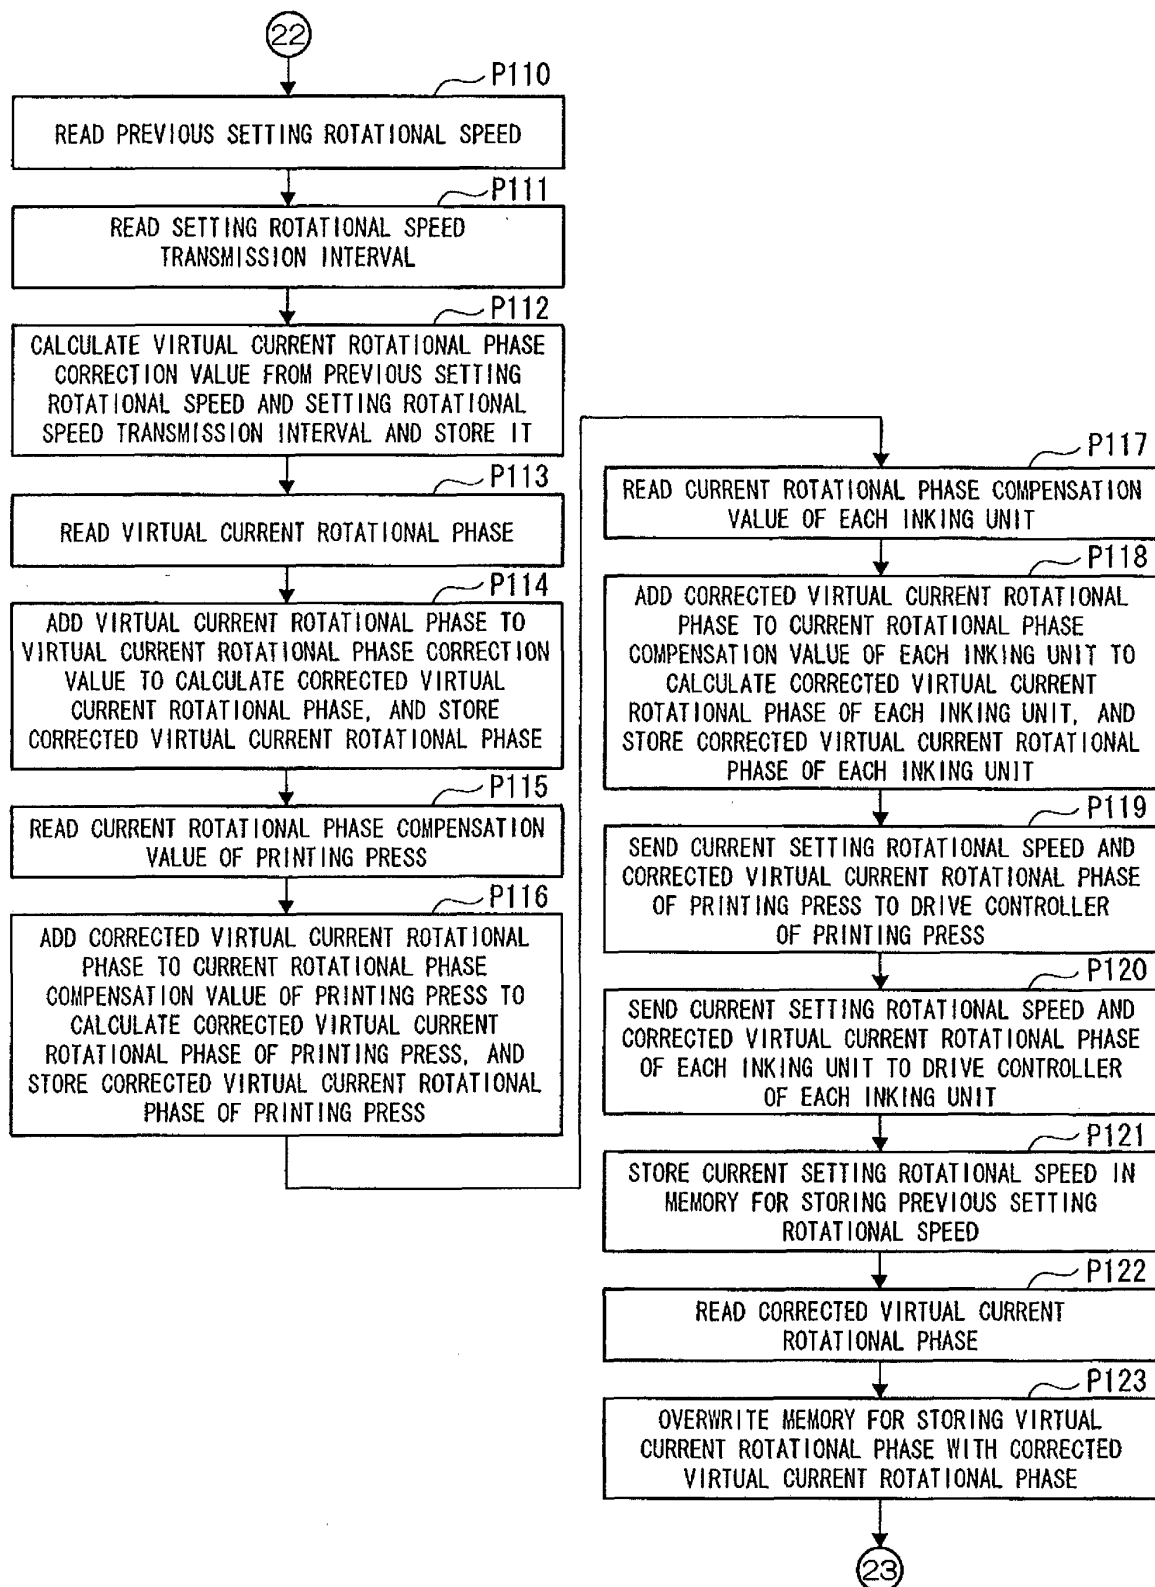 22
P110
READ PREVIOUS SETTING ROTATIONAL SPEED
P111
READ SETTING ROTATIONAL SPEED
TRANSMISSION INTERVAL
P112
CALCULATE VIRTUAL CURRENT ROTATIONAL PHASE
CORRECTION VALUE FROM PREVIOUS SETTING
ROTATIONAL SPEED AND SETTING ROTATIONAL
SPEED TRANSMISSION INTERVAL AND STORE IT
P113
READ VIRTUAL CURRENT ROTATIONAL PHASE
P114
ADD VIRTUAL CURRENT ROTATIONAL PHASE TO
VIRTUAL CURRENT ROTATIONAL PHASE CORRECTION
VALUE TO CALCULATE CORRECTED VIRTUAL
CURRENT ROTATIONAL PHASE, AND STORE
CORRECTED VIRTUAL CURRENT ROTATIONAL PHASE
P115
READ CURRENT ROTATIONAL PHASE COMPENSATION
VALUE OF PRINTING PRESS
P116
ADD CORRECTED VIRTUAL CURRENT ROTATIONAL
PHASE TO CURRENT ROTATIONAL PHASE
COMPENSATION VALUE OF PRINTING PRESS TO
CALCULATE CORRECTED VIRTUAL CURRENT
ROTATIONAL PHASE OF PRINTING PRESS, AND
STORE CORRECTED VIRTUAL CURRENT ROTATIONAL
PHASE OF PRINTING PRESS
P117
READ CURRENT ROTATIONAL PHASE COMPENSATION
VALUE OF EACH INKING UNIT
P118
ADD CORRECTED VIRTUAL CURRENT ROTATIONAL
PHASE TO CURRENT ROTATIONAL PHASE
COMPENSATION VALUE OF EACH INKING UNIT TO
CALCULATE CORRECTED VIRTUAL CURRENT
ROTATIONAL PHASE OF EACH INKING UNIT, AND
STORE CORRECTED VIRTUAL CURRENT ROTATIONAL
PHASE OF EACH INKING UNIT
P119
SEND CURRENT SETTING ROTATIONAL SPEED AND
CORRECTED VIRTUAL CURRENT ROTATIONAL PHASE
OF PRINTING PRESS TO DRIVE CONTROLLER
OF PRINTING PRESS
P120
SEND CURRENT SETTING ROTATIONAL SPEED AND
CORRECTED VIRTUAL CURRENT ROTATIONAL PHASE
OF EACH INKING UNIT TO DRIVE CONTROLLER
OF EACH INKING UNIT
P121
STORE CURRENT SETTING ROTATIONAL SPEED IN
MEMORY FOR STORING PREVIOUS SETTING
ROTATIONAL SPEED
P122
READ CORRECTED VIRTUAL CURRENT
ROTATIONAL PHASE
P123
OVERWRITE MEMORY FOR STORING VIRTUAL
CURRENT ROTATIONAL PHASE WITH CORRECTED
VIRTUAL CURRENT ROTATIONAL PHASE
23